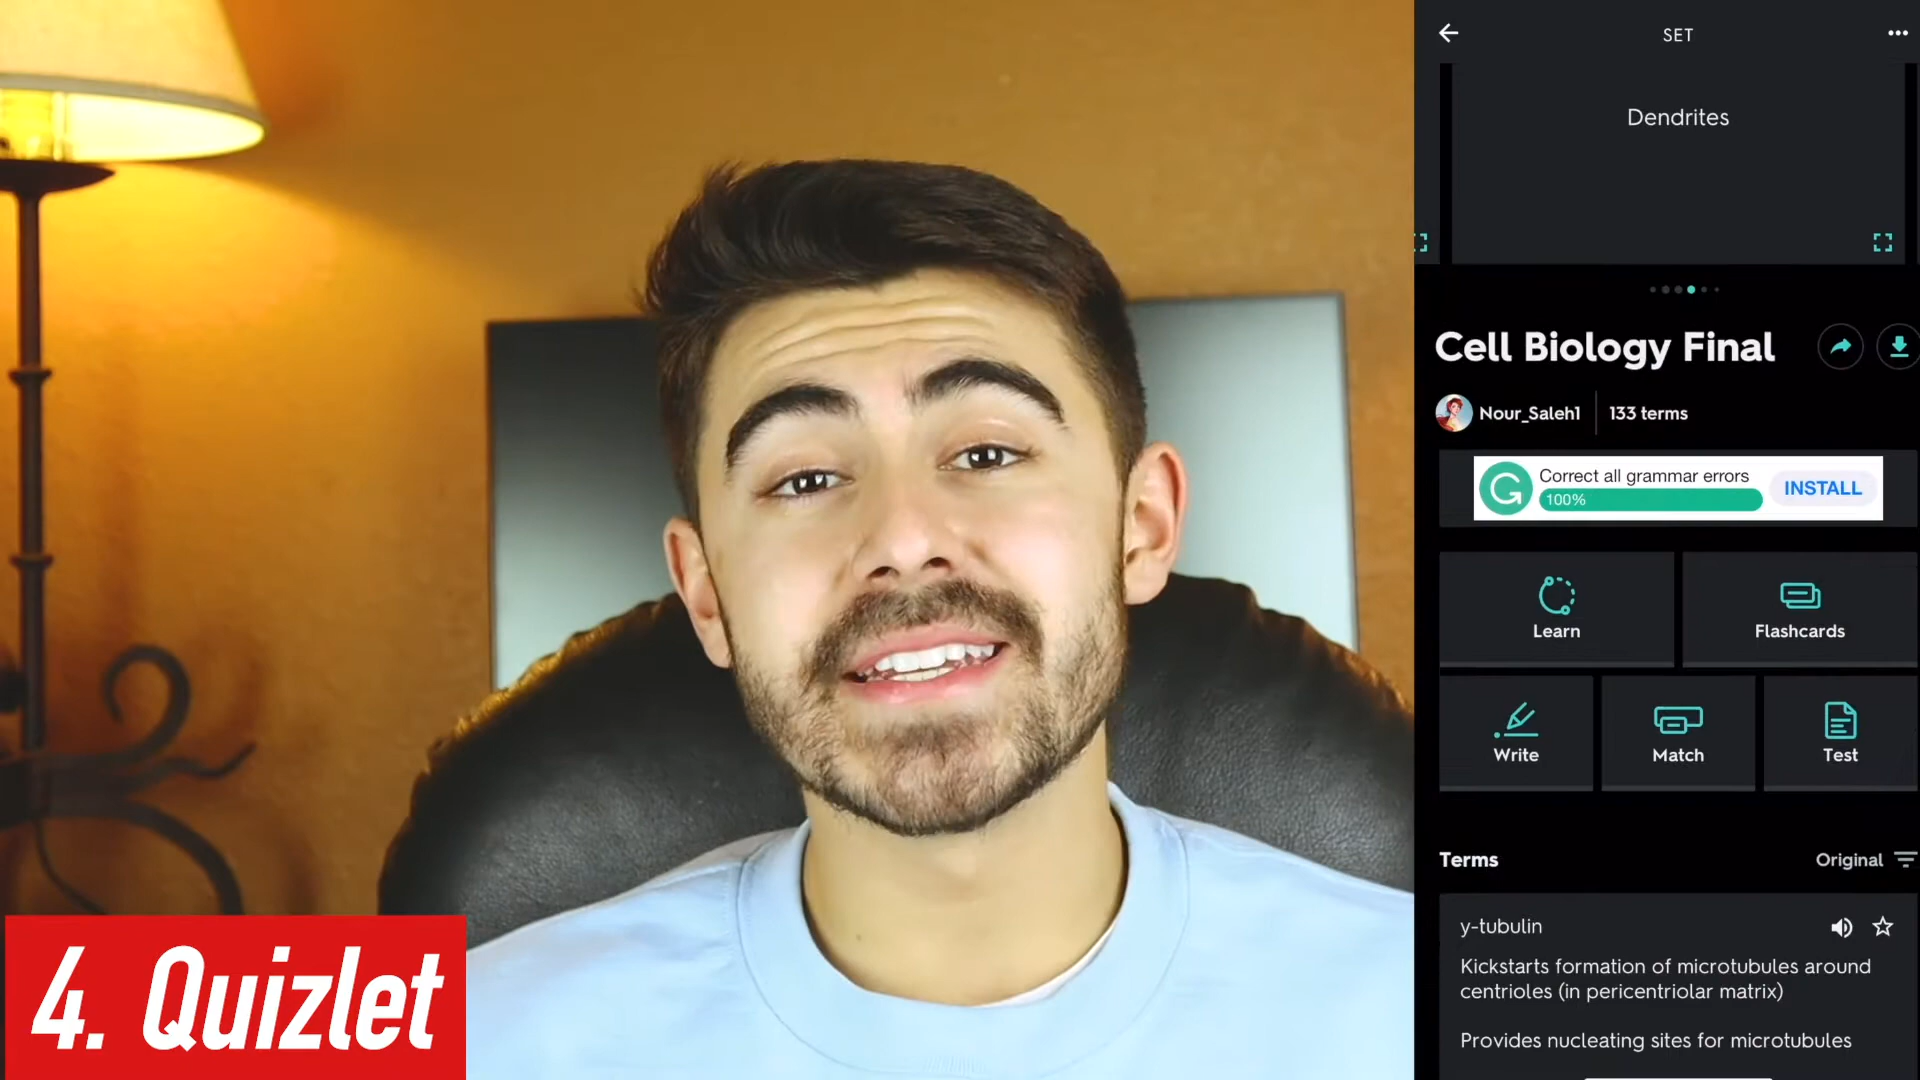 SET
Dendrites
Cell Biology Final
Nour_Saleh1
133 terms
Correct all grammar errors
100%
INSTALL
Learn
Flashcards
Write
Match
Test
Terms
Original
y-tubulin
Kickstarts formation of microtubules around
centrioles (in pericentriolar matrix)
Provides nucleating sites for microtubules
4. Quizlet